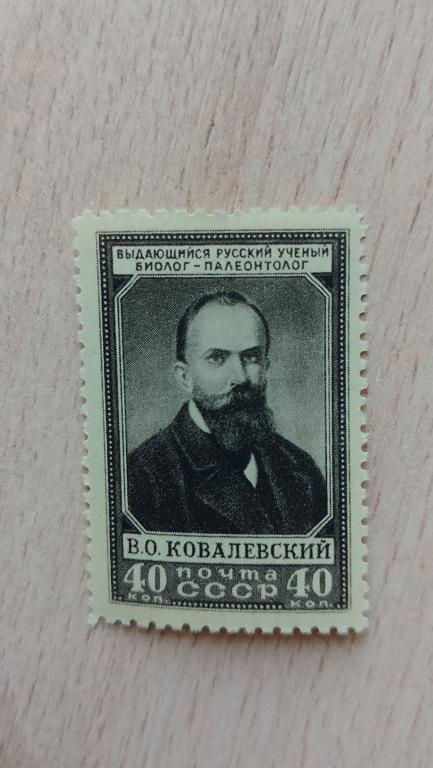 ВЫДАЮЩИЙСЯ РУССКИЙ УЧЕНЫЙ
БИОЛОГ-ПАЛЕОНТОЛОГ
В.О. КОВАЛЕВСКИЙ
40 почта 40
коп. СССР коп.